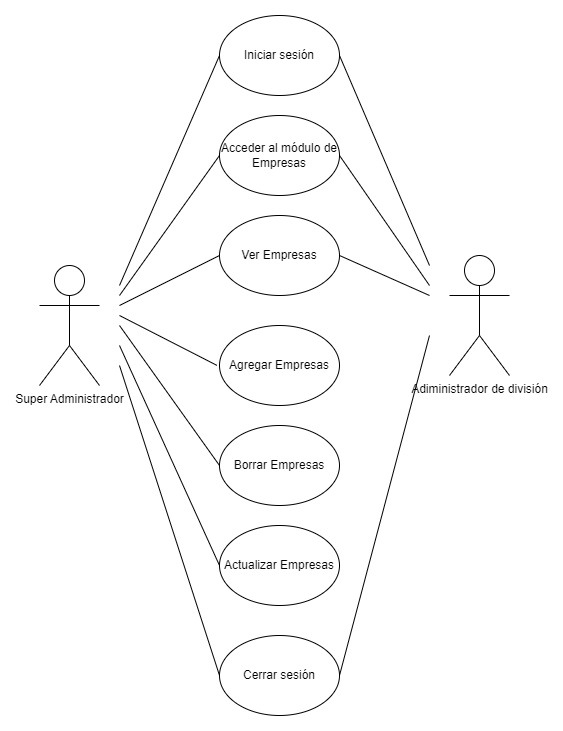 Iniciar sesión
Acceder al módulo de
Empresas
Ver Empresas
Agregar Empresas
Super Administrador
Adiministrador de división
Borrar Empresas
Actualizar Empresas
Cerrar sesión